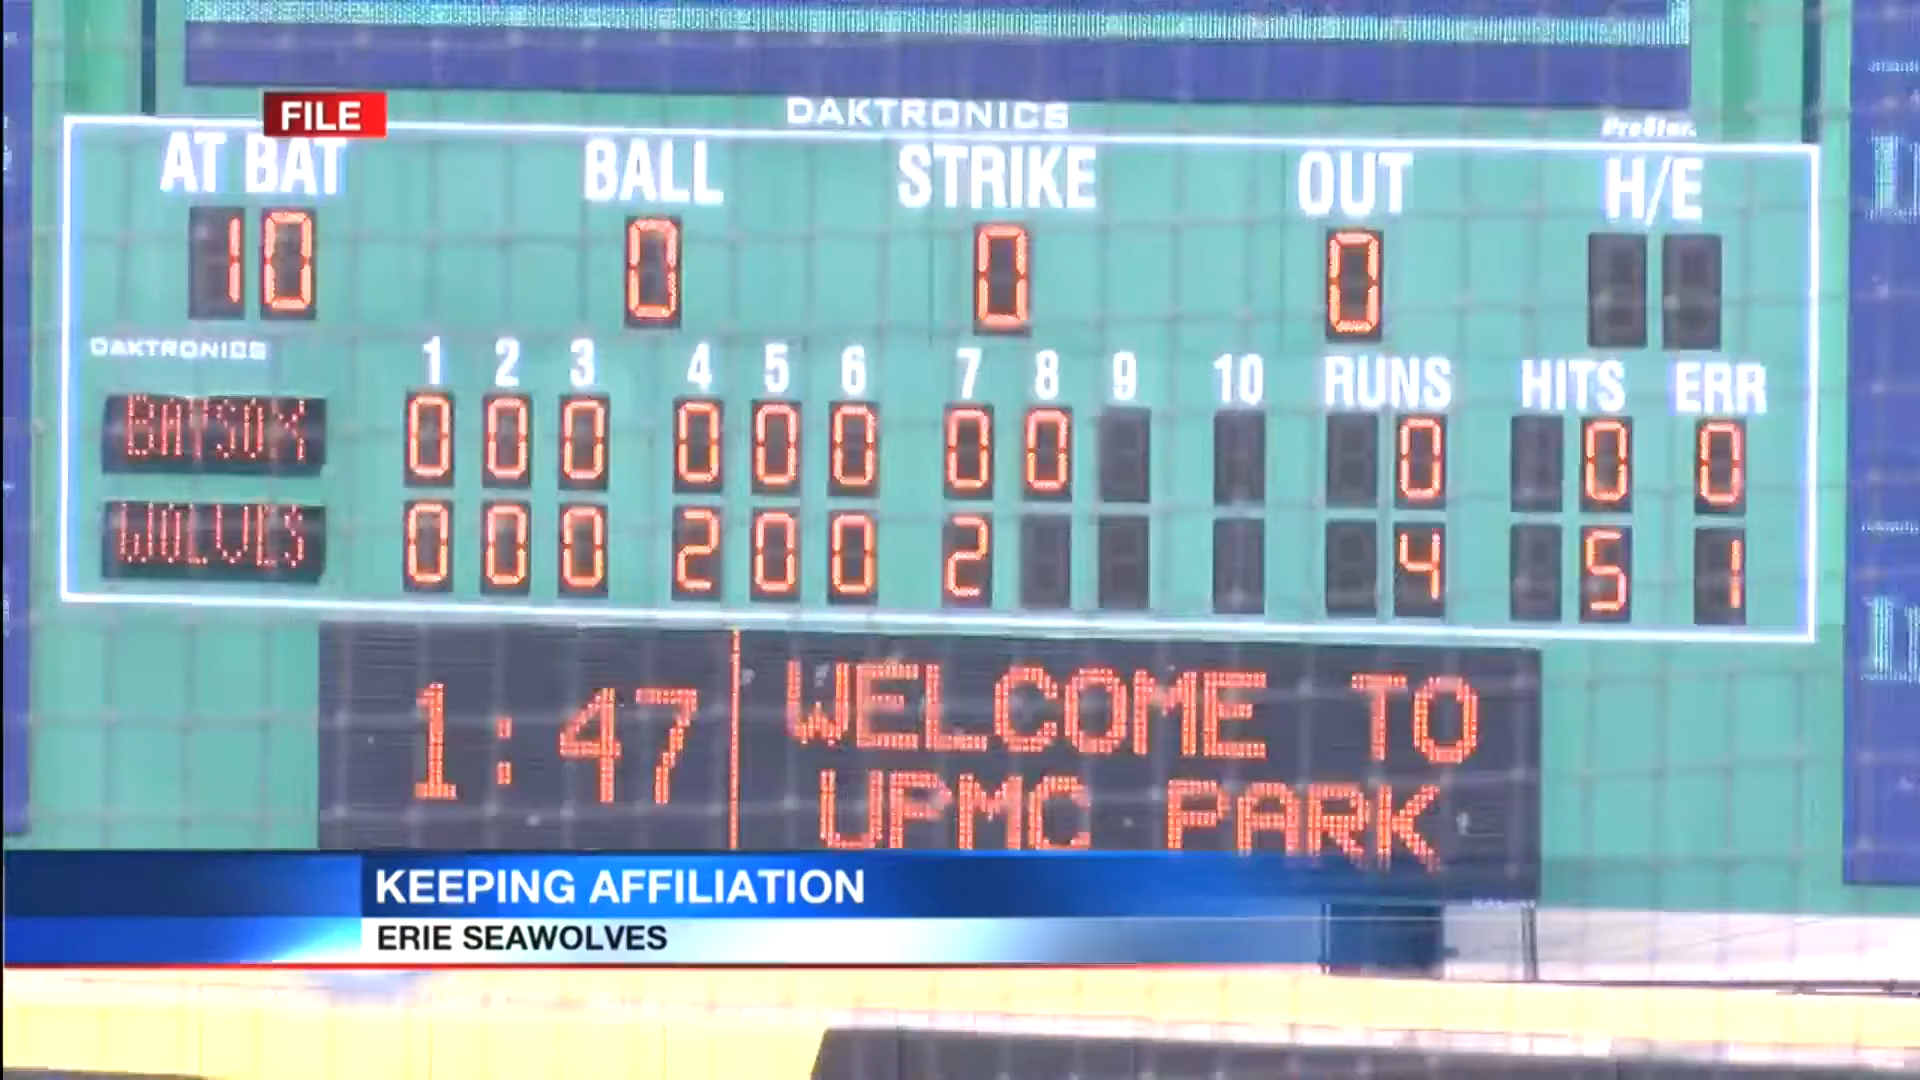 FILE
DAKTRONICS
ProStar.
AT BAT BALL STRIKE OUT H/E
10 0 0 0
DAKTRONICS
1 2 3 4 5 6 7 8 9 10 RUNS HITS ERR
BAYSOX 0 0 0 0 0 0 0 0 0 0 0
WOLVES 0 0 0 2 0 0 2 4 5 1
1:47 WELCOME TO
UPMC PARK
KEEPING AFFILIATION
ERIE SEAWOLVES